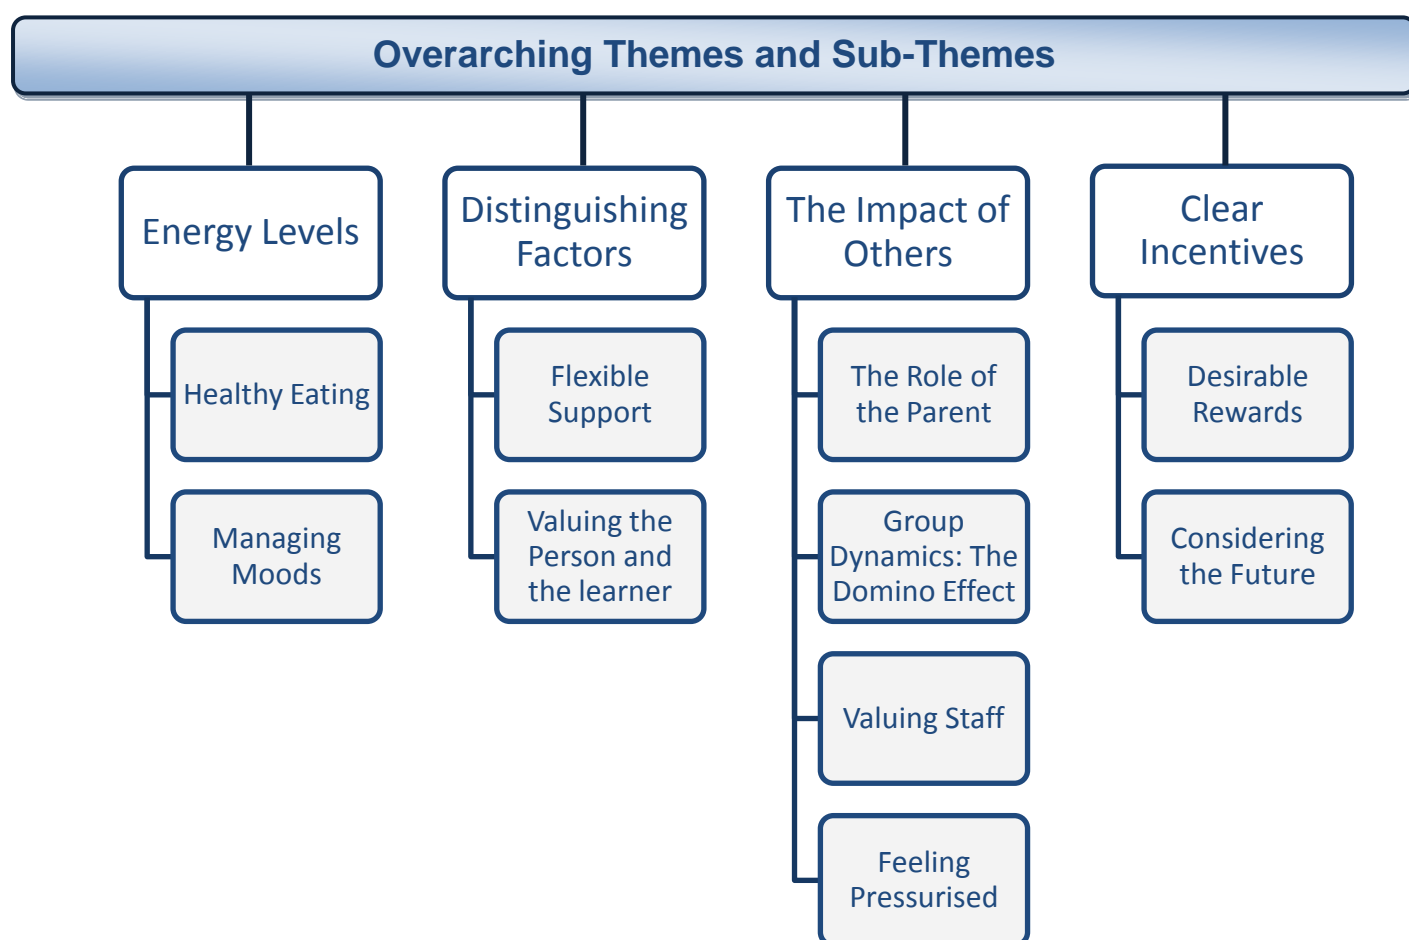 Overarching Themes and Sub-Themes
Energy Levels
Healthy Eating
Managing
Moods
Distinguishing
Factors
Flexible
Support
Valuing the
Person and
the learner
The Impact of
Others
The Role of
the Parent
Group
Dynamics: The
Domino Effect
Valuing Staff
Feeling
Pressurised
Clear
Incentives
Desirable
Rewards
Considering
the Future